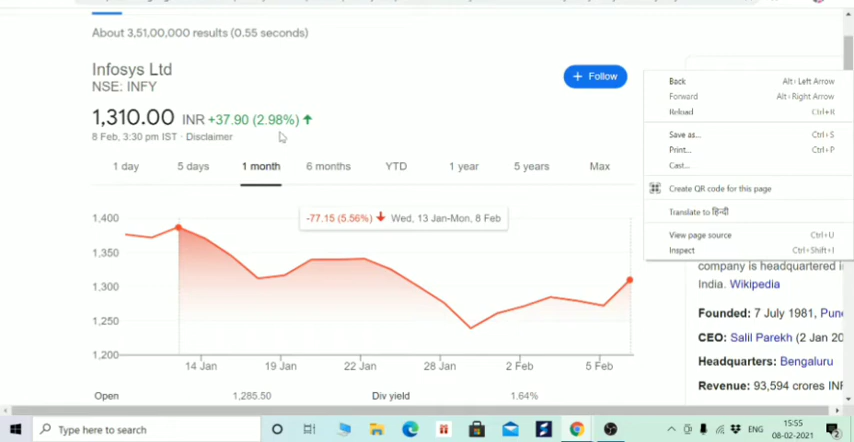 About 3,51,00,000 results (0.55 seconds)
Infosys Ltd
NSE: INFY
+ Follow
1,310.00 INR +37.90 (2.98%) ↑
8 Feb, 3:30 pm IST · Disclaimer
1 day 5 days 1 month 6 months YTD 1 year 5 years Max
-77.15 (5.56%) ↓ Wed, 13 Jan-Mon, 8 Feb
1,400
1,350
1,300
1,250
1,200
14 Jan 19 Jan 22 Jan 28 Jan 2 Feb 5 Feb
Open 1,285.50 Div yield 1.64%
Back Alt+Left Arrow
Forward Alt+Right Arrow
Reload Ctrl+R
Save as... Ctrl+S
Print... Ctrl+P
Cast...
Create QR code for this page
Translate to हिन्दी
View page source Ctrl+U
Inspect Ctrl+Shift+I
company is headquartered
India. Wikipedia
Founded: 7 July 1981,
CEO: Salil Parekh (2 Jan
Headquarters: Bengaluru
Revenue: 93,594 crores
Type here to search
ENG
15:55
08-02-2021
2